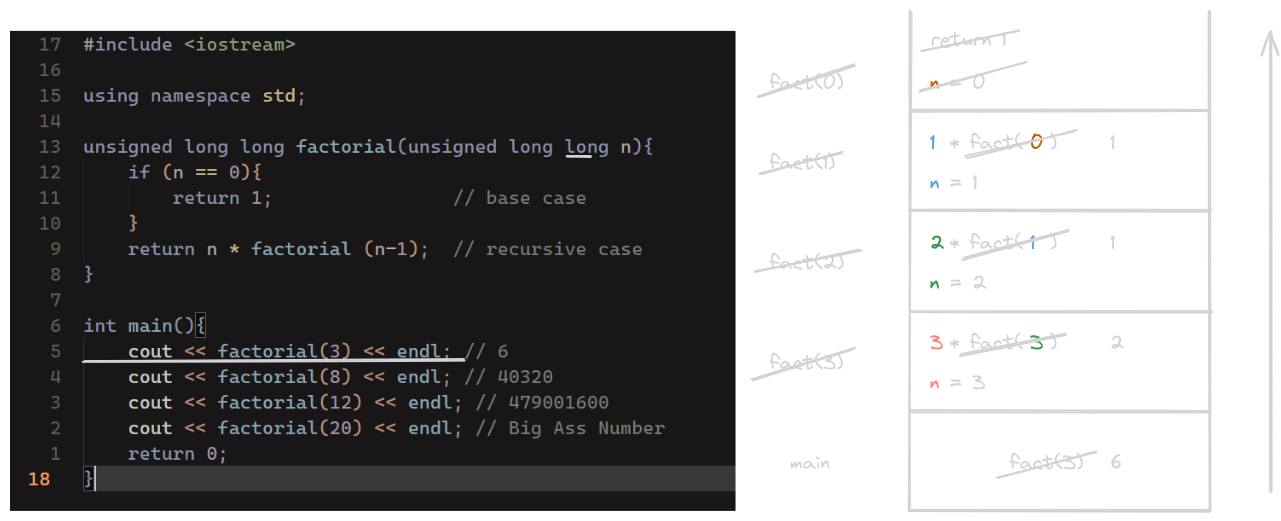 17 #include <iostream>
16
15 using namespace std;
14
13 unsigned long long factorial(unsigned long long n){
12 if (n == 0){
11 return 1; // base case
10 }
9 return n * factorial (n-1); // recursive case
8 }
7
6 int main(){
5 cout << factorial(3) << endl; // 6
4 cout << factorial(8) << endl; // 40320
3 cout << factorial(12) << endl; // 479001600
2 cout << factorial(20) << endl; // Big Ass Number
1 return 0;
18 }
return 1
fact(0) n = 0
1 * fact(0) 1
fact(1) n = 1
2 * fact(1) 1
fact(2) n = 2
3 * fact(3) 2
fact(3) n = 3
main fact(3) 6